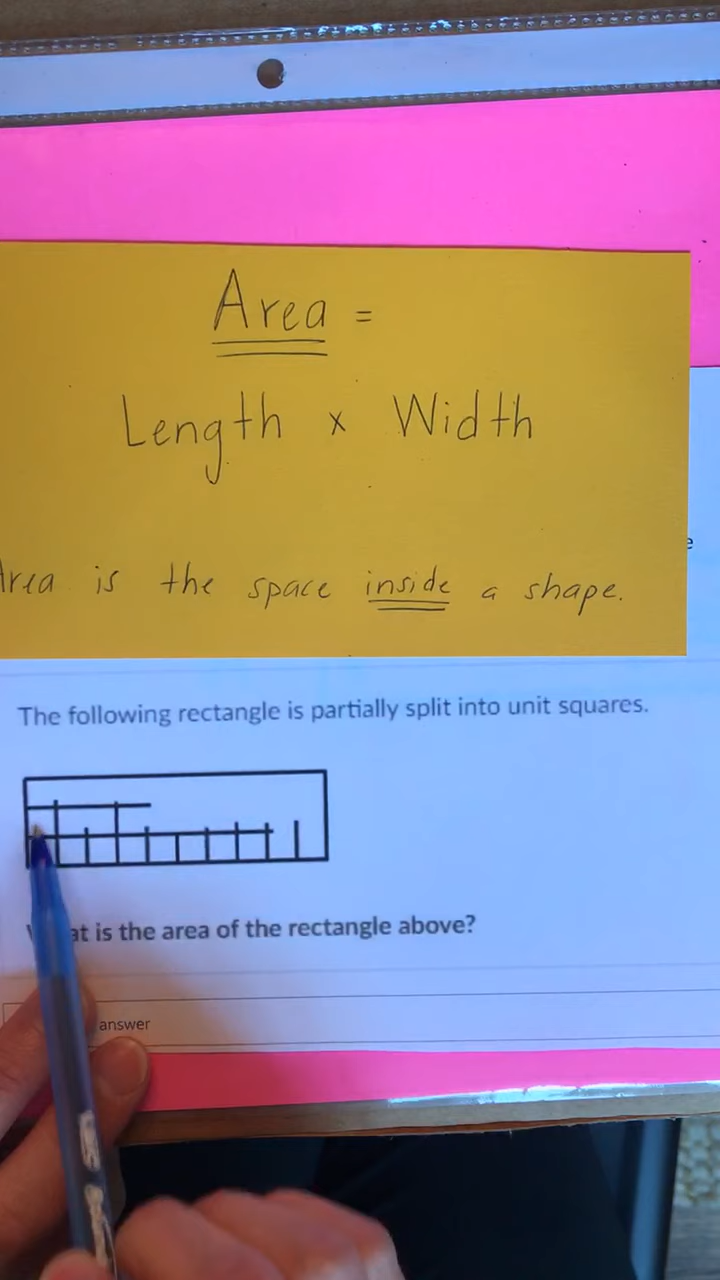 Area =
Length x Width
Area is the space inside a shape.
e
The following rectangle is partially split into unit squares.
at is the area of the rectangle above?
answer